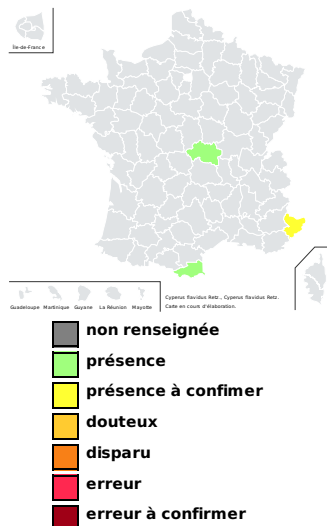 Île-de-France
Guadeloupe Martinique Guyane La Réunion Mayotte
Cyperus flavidus Retz., Cyperus flavidus Retz.
Carte en cours d'élaboration.
non renseignée
présence
présence à confimer
douteux
disparu
erreur
erreur à confirmer